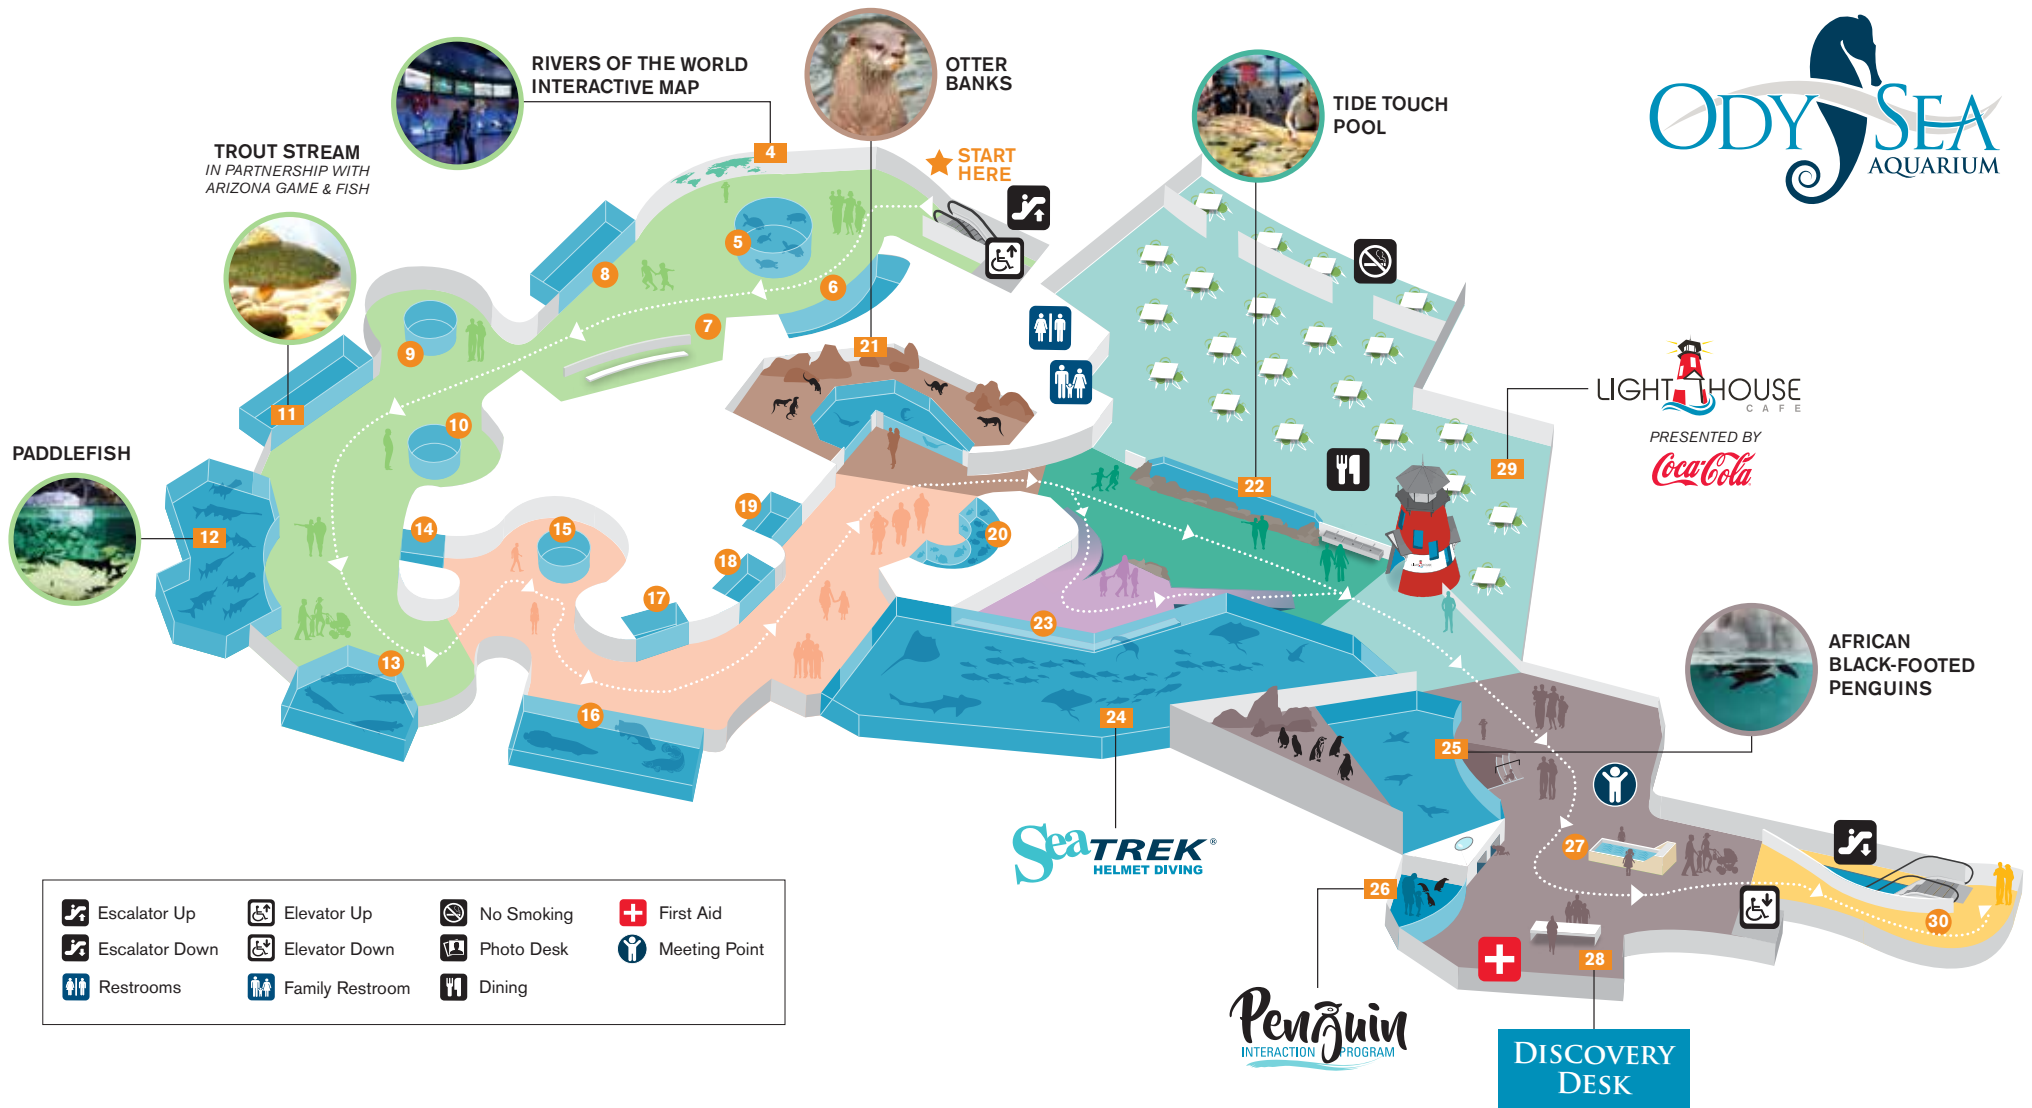 RIVERS OF THE WORLD
INTERACTIVE MAP
OTTER
BANKS
TIDE TOUCH
POOL
ODYSEA
AQUARIUM
TROUT STREAM
IN PARTNERSHIP WITH
ARIZONA GAME & FISH
START
HERE
4
5
6
7
8
9
10
11
PADDLEFISH
12
13
14
15
16
17
18
19
20
21
22
23
24
25
26
27
28
29
30
LIGHTHOUSE
CAFE
PRESENTED BY
Coca-Cola
AFRICAN
BLACK-FOOTED
PENGUINS
SeaTREK®
HELMET DIVING
Penguin
INTERACTION PROGRAM
DISCOVERY
DESK
Escalator Up
Elevator Up
No Smoking
First Aid
Escalator Down
Elevator Down
Photo Desk
Meeting Point
Restrooms
Family Restroom
Dining